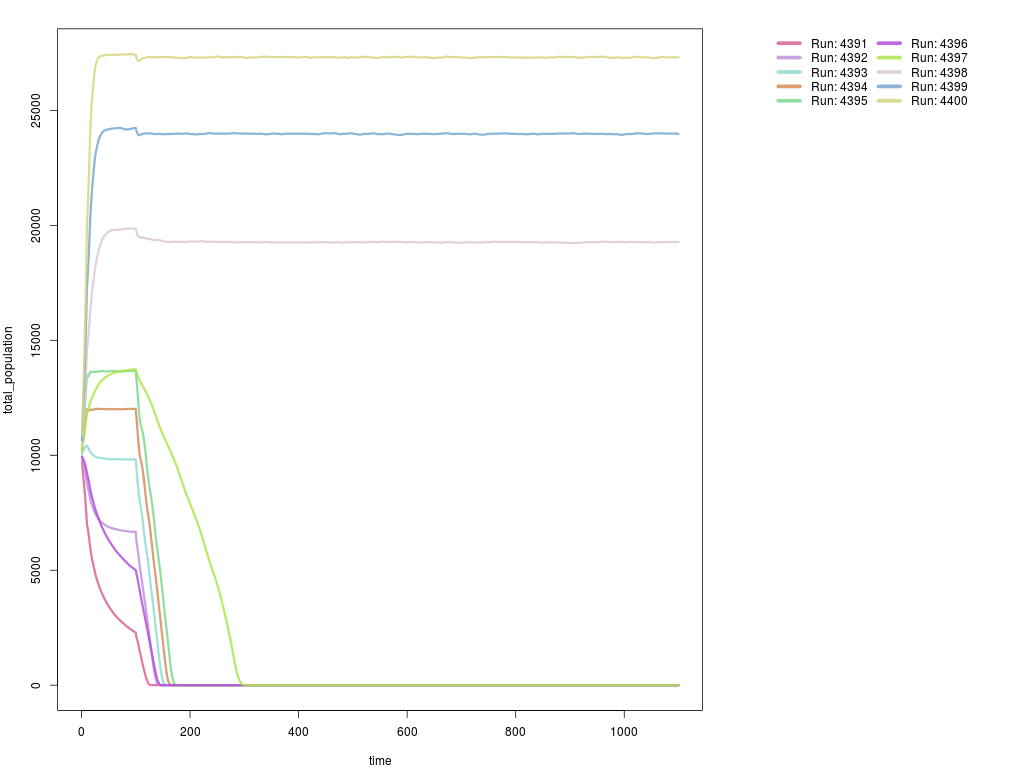 total_population
0
5000
10000
15000
20000
25000
0
200
400
600
800
1000
time
Run: 4391
Run: 4392
Run: 4393
Run: 4394
Run: 4395
Run: 4396
Run: 4397
Run: 4398
Run: 4399
Run: 4400